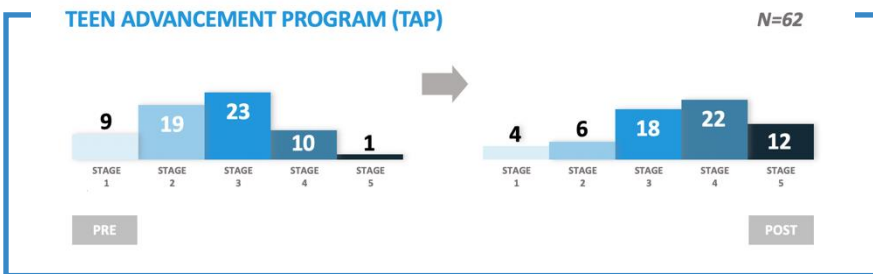 TEEN ADVANCEMENT PROGRAM (TAP) N=62
9 19 23 10 1
STAGE 1 STAGE 2 STAGE 3 STAGE 4 STAGE 5
4 6 18 22 12
STAGE 1 STAGE 2 STAGE 3 STAGE 4 STAGE 5
PRE
POST